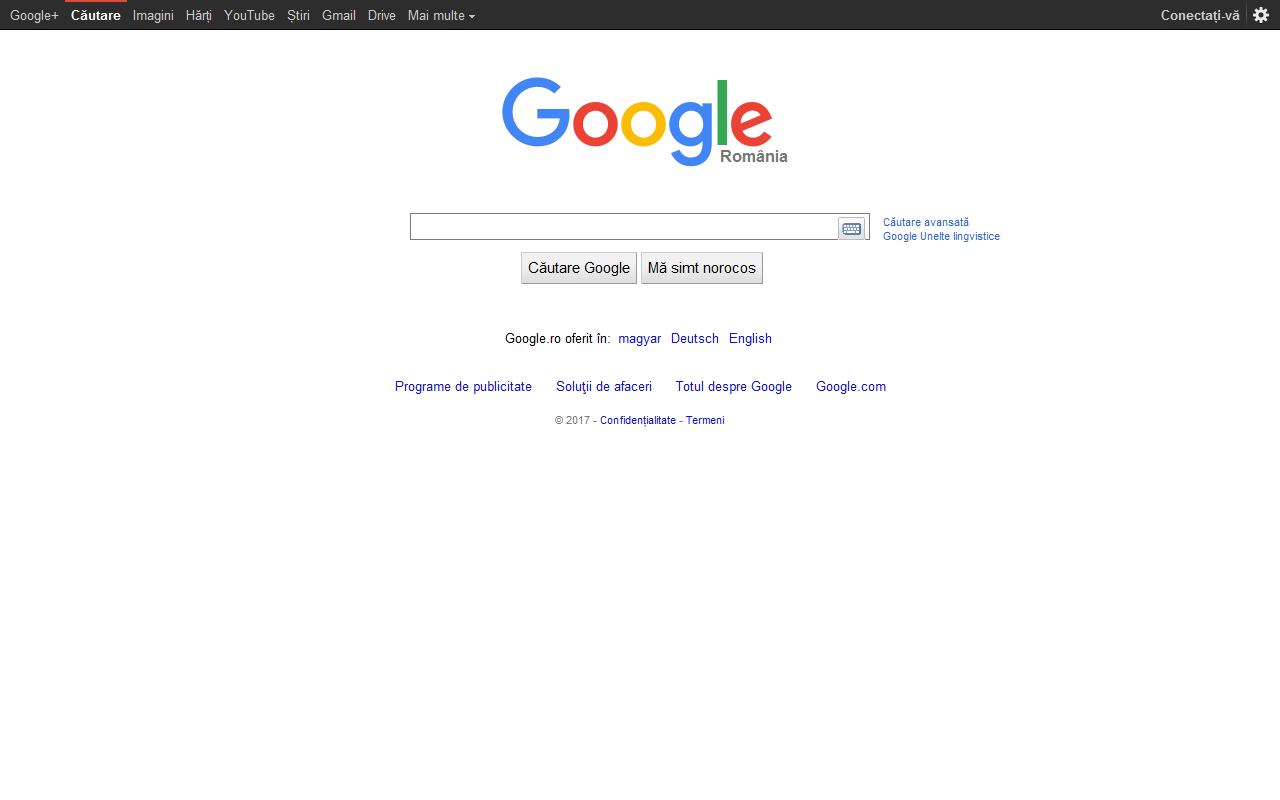 Google+ Căutare Imagini Hărți YouTube Știri Gmail Drive Mai multe Conectați-vă
Google
România
Căutare avansată
Google Unelte lingvistice
Căutare Google Mă simt norocos
Google.ro oferit în: magyar Deutsch English
Programe de publicitate Soluţii de afaceri Totul despre Google Google.com
© 2017 - Confidențialitate - Termeni